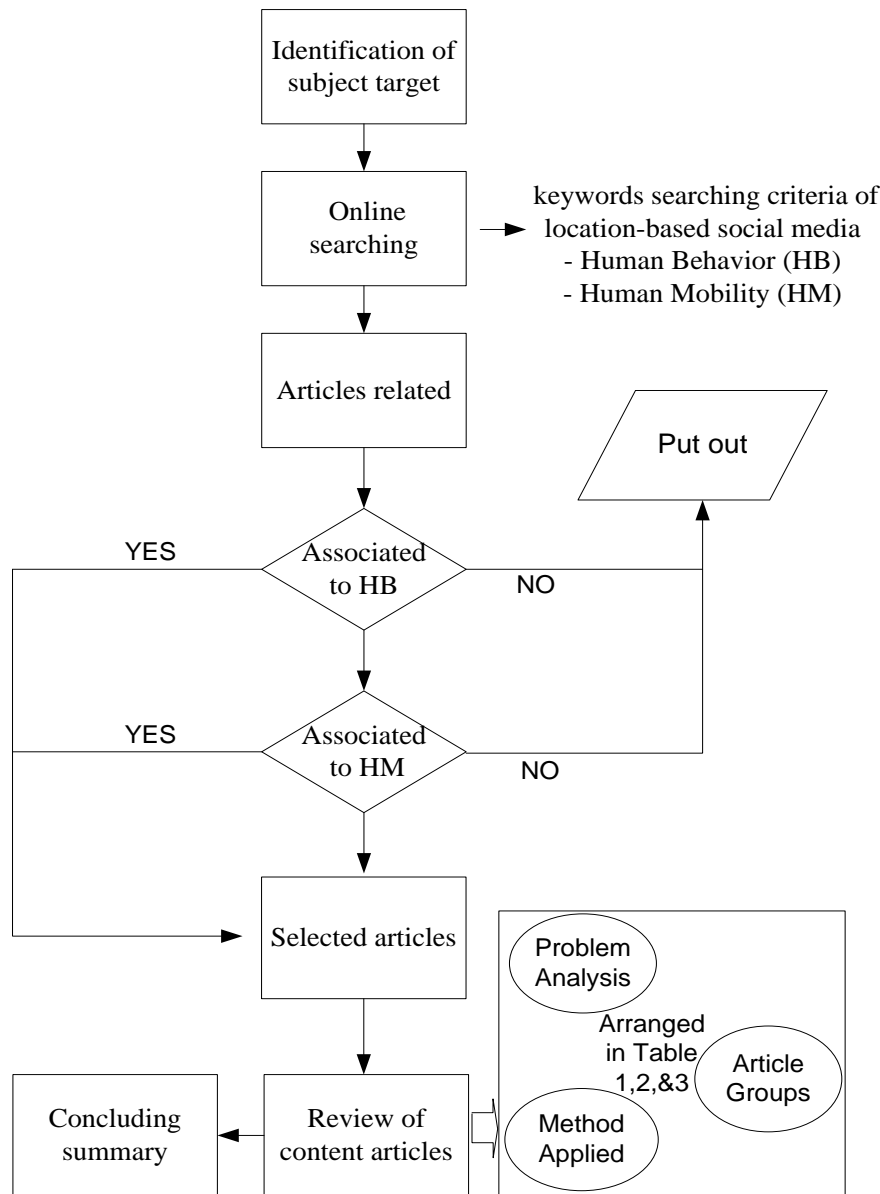 Identification of
subject target
Online
searching
keywords searching criteria of
location-based social media
- Human Behavior (HB)
- Human Mobility (HM)
Articles related
Put out
YES
Associated
to HB
NO
YES
Associated
to HM
NO
Selected articles
Problem
Analysis
Arranged
in Table
1,2,&3
Article
Groups
Method
Applied
Review of
content articles
Concluding
summary